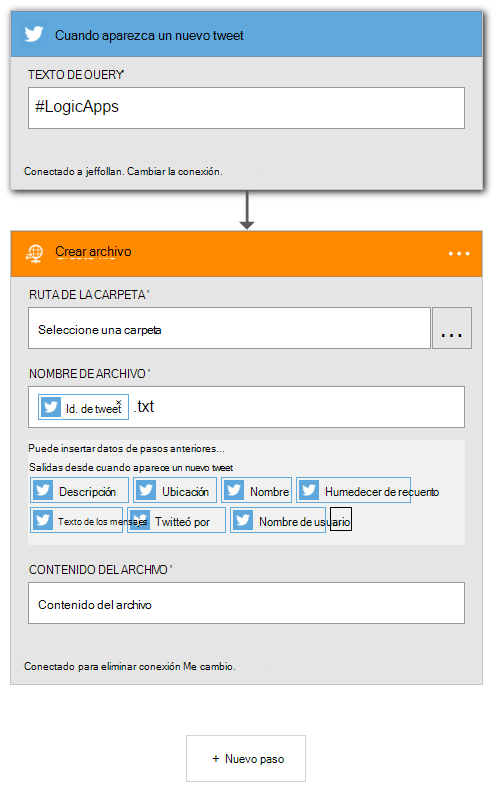 Cuando aparezca un nuevo tweet
TEXTO DE QUERY'
#LogicApps
Conectado a jeffollan. Cambiar la conexión.
Crear archivo
RUTA DE LA CARPETA'
Seleccione una carpeta
...
NOMBRE DE ARCHIVO'
Id. de tweet × .txt
Puede insertar datos de pasos anteriores...
Salidas desde cuando aparece un nuevo tweet
Descripción Ubicación Nombre Humedecer de recuento
Texto de los mensajes Twitteó por Nombre de usuario
CONTENIDO DEL ARCHIVO'
Contenido del archivo
Conectado para eliminar conexión Me cambio.
+ Nuevo paso